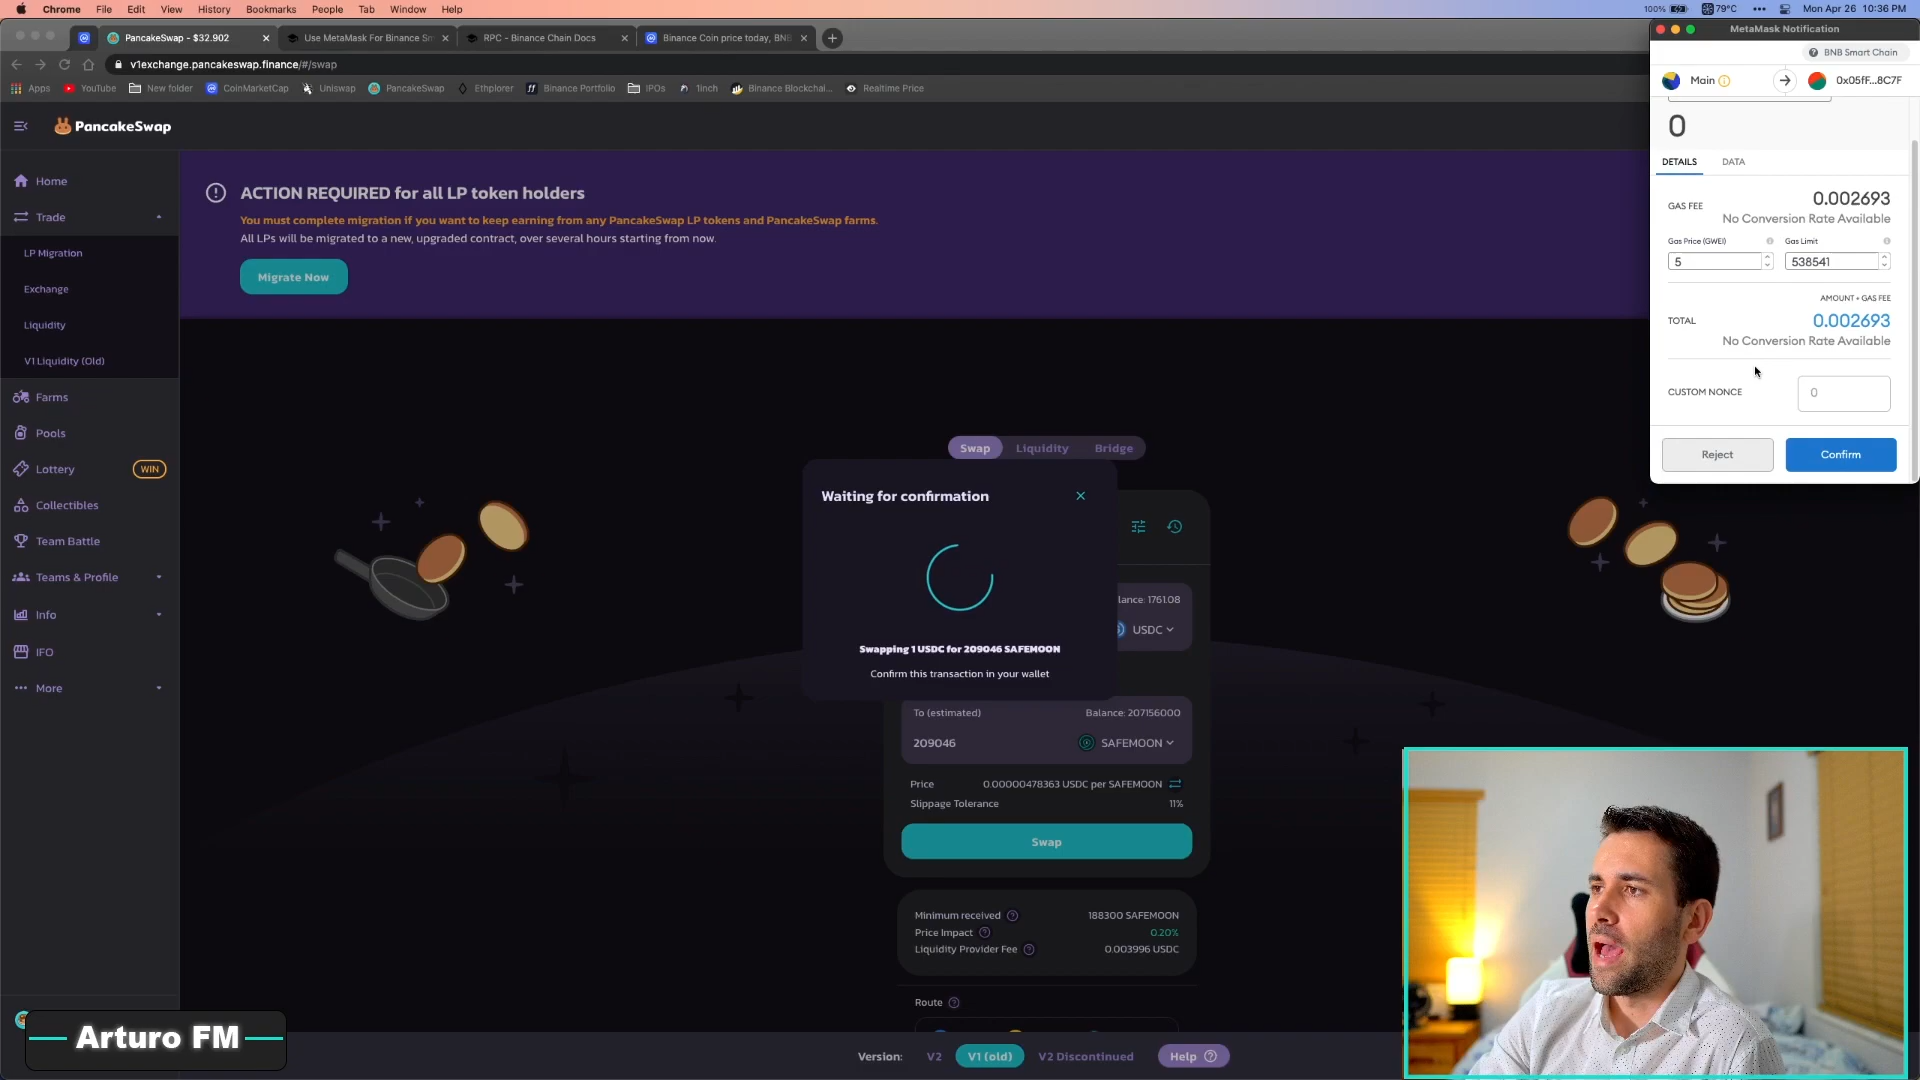 Chrome File Edit View History Bookmarks People Tab Window Help
100% 79°C Mon Apr 26 10:36 PM
PancakeSwap - $32.902
Use MetaMask For Binance Sm
RPC - Binance Chain Docs
Binance Coin price today, BNB
v1exchange.pancakeswap.finance/#/swap
Apps YouTube New folder CoinMarketCap Uniswap PancakeSwap Ethplorer Binance Portfolio IPOs 1inch Binance Blockchai... Realtime Price
PancakeSwap
Home
Trade
LP Migration
Exchange
Liquidity
V1 Liquidity (Old)
Farms
Pools
Lottery WIN
Collectibles
Team Battle
Teams & Profile
Info
IFO
More
ACTION REQUIRED for all LP token holders
You must complete migration if you want to keep earning from any PancakeSwap LP tokens and PancakeSwap farms.
All LPs will be migrated to a new, upgraded contract, over several hours starting from now.
Migrate Now
Swap Liquidity Bridge
Waiting for confirmation
Swapping 1 USDC for 209046 SAFEMOON
Confirm this transaction in your wallet
lance: 1761.08
USDC
To (estimated) Balance: 207156000
209046 SAFEMOON
Price 0.00000478363 USDC per SAFEMOON
Slippage Tolerance 11%
Swap
Minimum received 188300 SAFEMOON
Price Impact 0.20%
Liquidity Provider Fee 0.003996 USDC
Route
Version: V2 V1 (old) V2 Discontinued Help
MetaMask Notification
BNB Smart Chain
Main 0x05fF...8C7F
0
DETAILS DATA
GAS FEE 0.002693
No Conversion Rate Available
Gas Price (GWEI) Gas Limit
5 538541
AMOUNT + GAS FEE
TOTAL 0.002693
No Conversion Rate Available
CUSTOM NONCE 0
Reject Confirm
Arturo FM